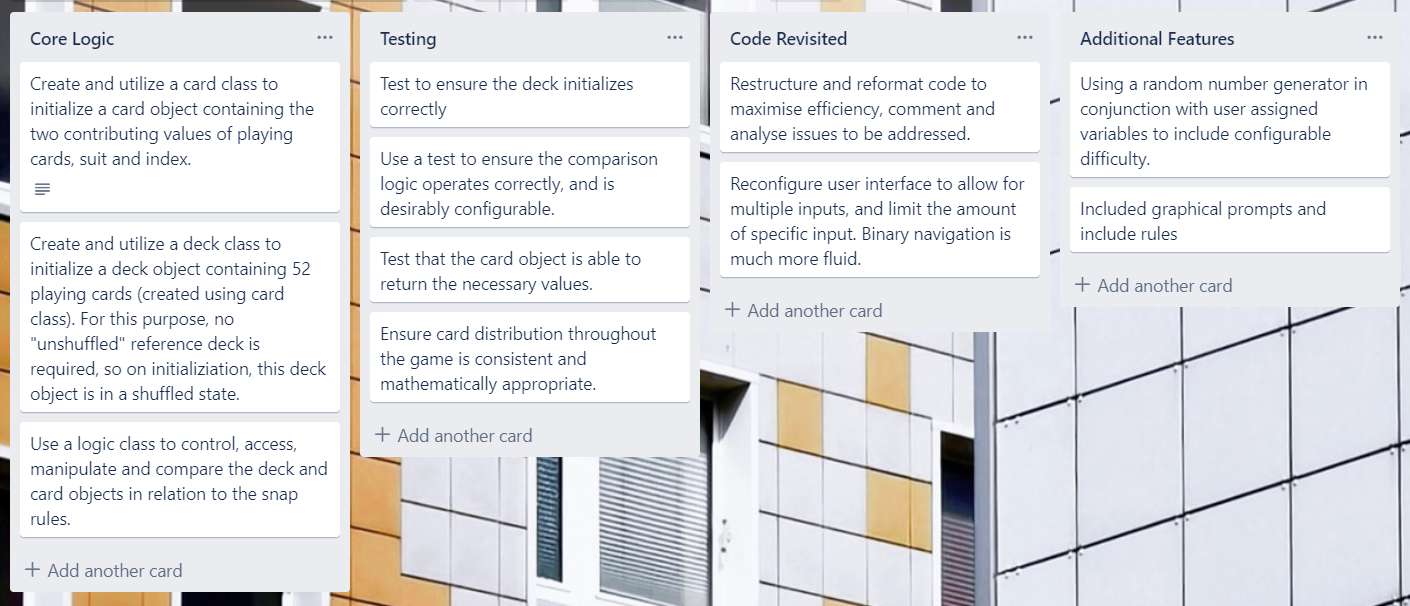 Core Logic
Create and utilize a card class to
initialize a card object containing the
two contributing values of playing
cards, suit and index.
Create and utilize a deck class to
initialize a deck object containing 52
playing cards (created using card
class). For this purpose, no
"unshuffled" reference deck is
required, so on initializiation, this deck
object is in a shuffled state.
Use a logic class to control, access,
manipulate and compare the deck and
card objects in relation to the snap
rules.
+ Add another card
Testing
Test to ensure the deck initializes
correctly
Use a test to ensure the comparison
logic operates correctly, and is
desirably configurable.
Test that the card object is able to
return the necessary values.
Ensure card distribution throughout
the game is consistent and
mathematically appropriate.
+ Add another card
Code Revisited
Restructure and reformat code to
maximise efficiency, comment and
analyse issues to be addressed.
Reconfigure user interface to allow for
multiple inputs, and limit the amount
of specific input. Binary navigation is
much more fluid.
+ Add another card
Additional Features
Using a random number generator in
conjunction with user assigned
variables to include configurable
difficulty.
Included graphical prompts and
include rules
+ Add another card